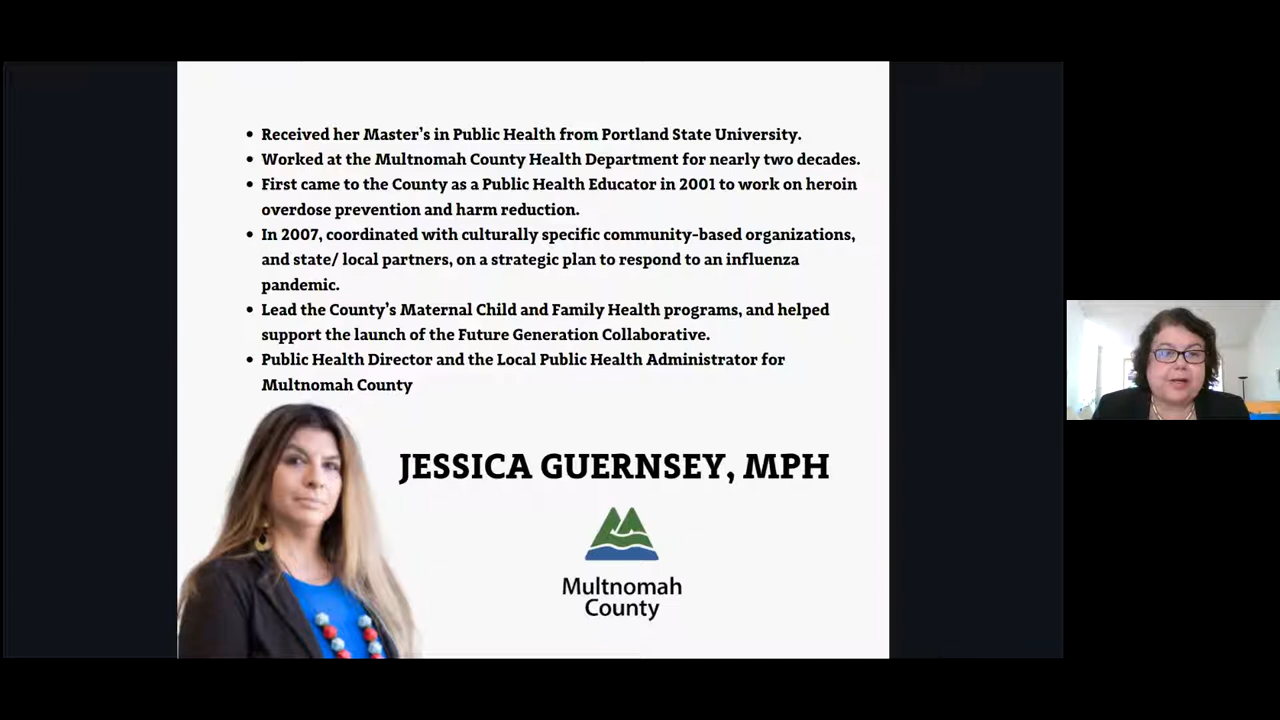 • Received her Master's in Public Health from Portland State University.
• Worked at the Multnomah County Health Department for nearly two decades.
• First came to the County as a Public Health Educator in 2001 to work on heroin
overdose prevention and harm reduction.
• In 2007, coordinated with culturally specific community-based organizations,
and state/ local partners, on a strategic plan to respond to an influenza
pandemic.
• Lead the County's Maternal Child and Family Health programs, and helped
support the launch of the Future Generation Collaborative.
• Public Health Director and the Local Public Health Administrator for
Multnomah County
JESSICA GUERNSEY, MPH
Multnomah
County